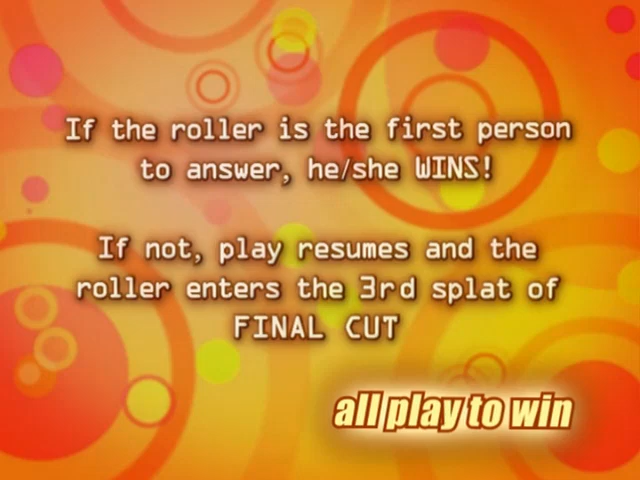 If the roller is the first person
to answer, he/she WINS!
If not, play resumes and the
roller enters the 3rd splat of
FINAL CUT
all play to win